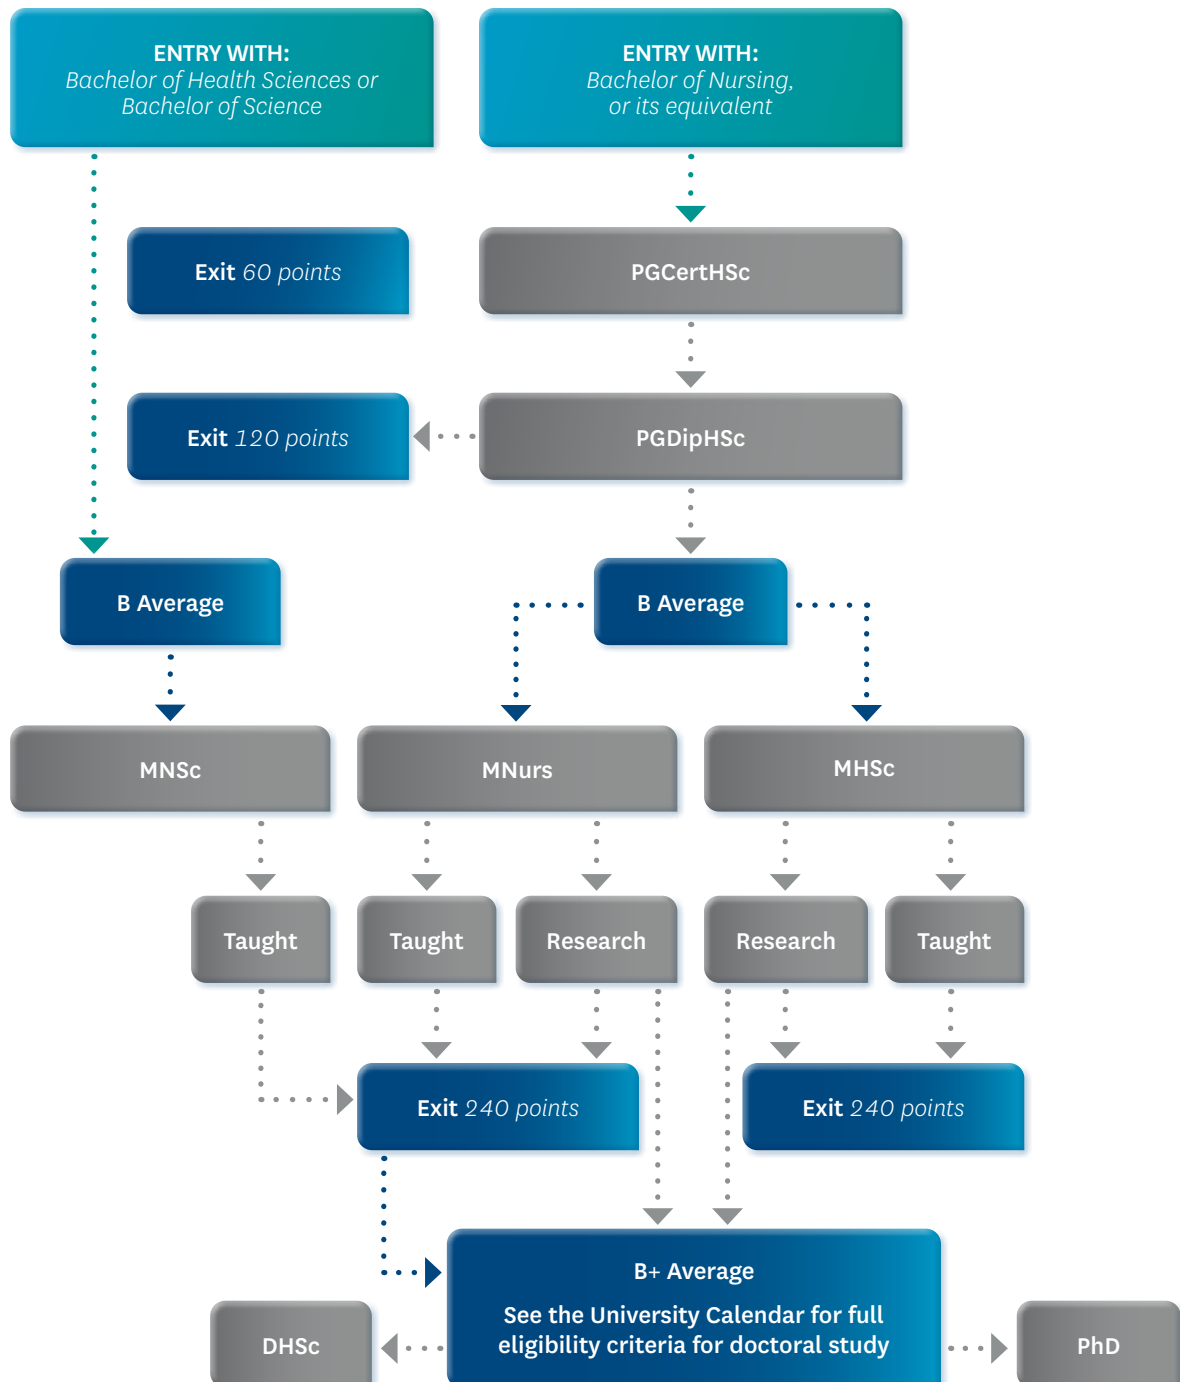 ENTRY WITH:
Bachelor of Health Sciences or
Bachelor of Science
ENTRY WITH:
Bachelor of Nursing,
or its equivalent
Exit 60 points
PGCertHSc
Exit 120 points
PGDipHSc
B Average
B Average
MNSc
MNurs
MHSc
Taught
Taught
Research
Research
Taught
Exit 240 points
Exit 240 points
B+ Average
See the University Calendar for full
eligibility criteria for doctoral study
DHSc
PhD